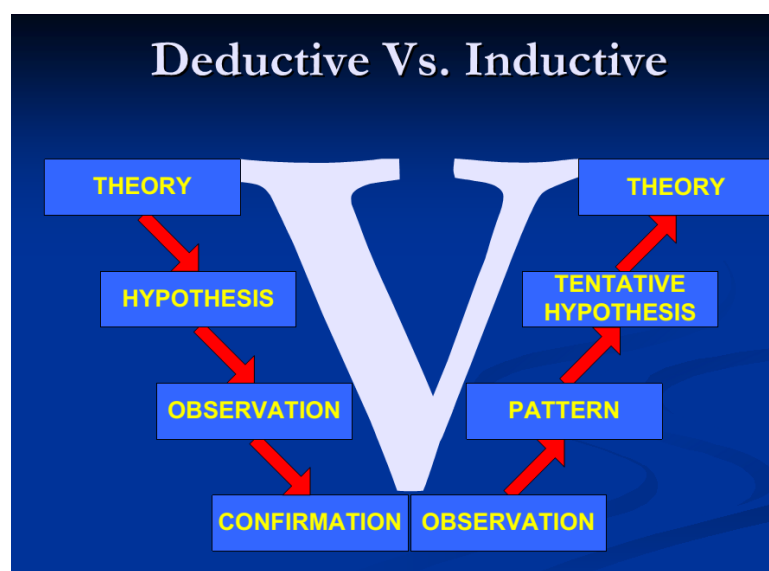 Deductive Vs. Inductive
V
THEORY
HYPOTHESIS
OBSERVATION
CONFIRMATION
THEORY
TENTATIVE
HYPOTHESIS
PATTERN
OBSERVATION